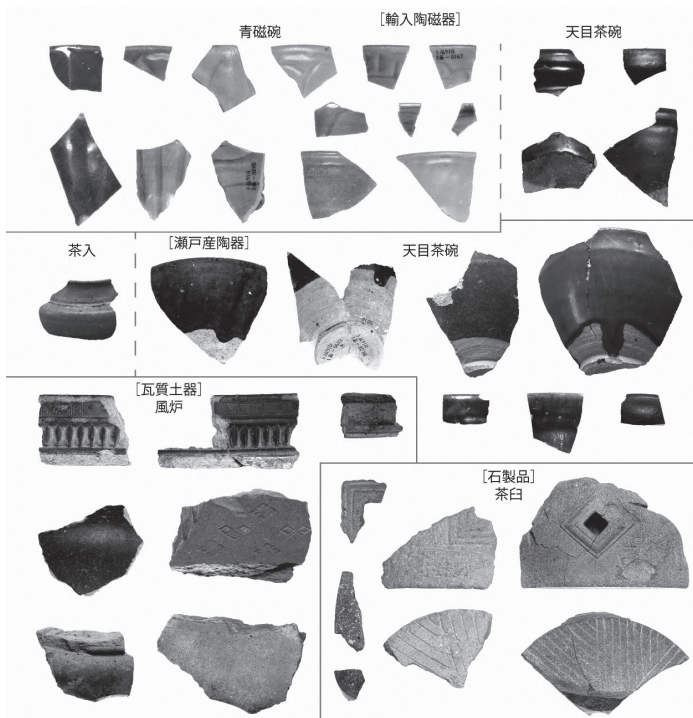 [輸入陶磁器]
青磁碗
天目茶碗
茶入
[瀬戸産陶器]
天目茶碗
[瓦質土器]
風炉
[石製品]
茶臼